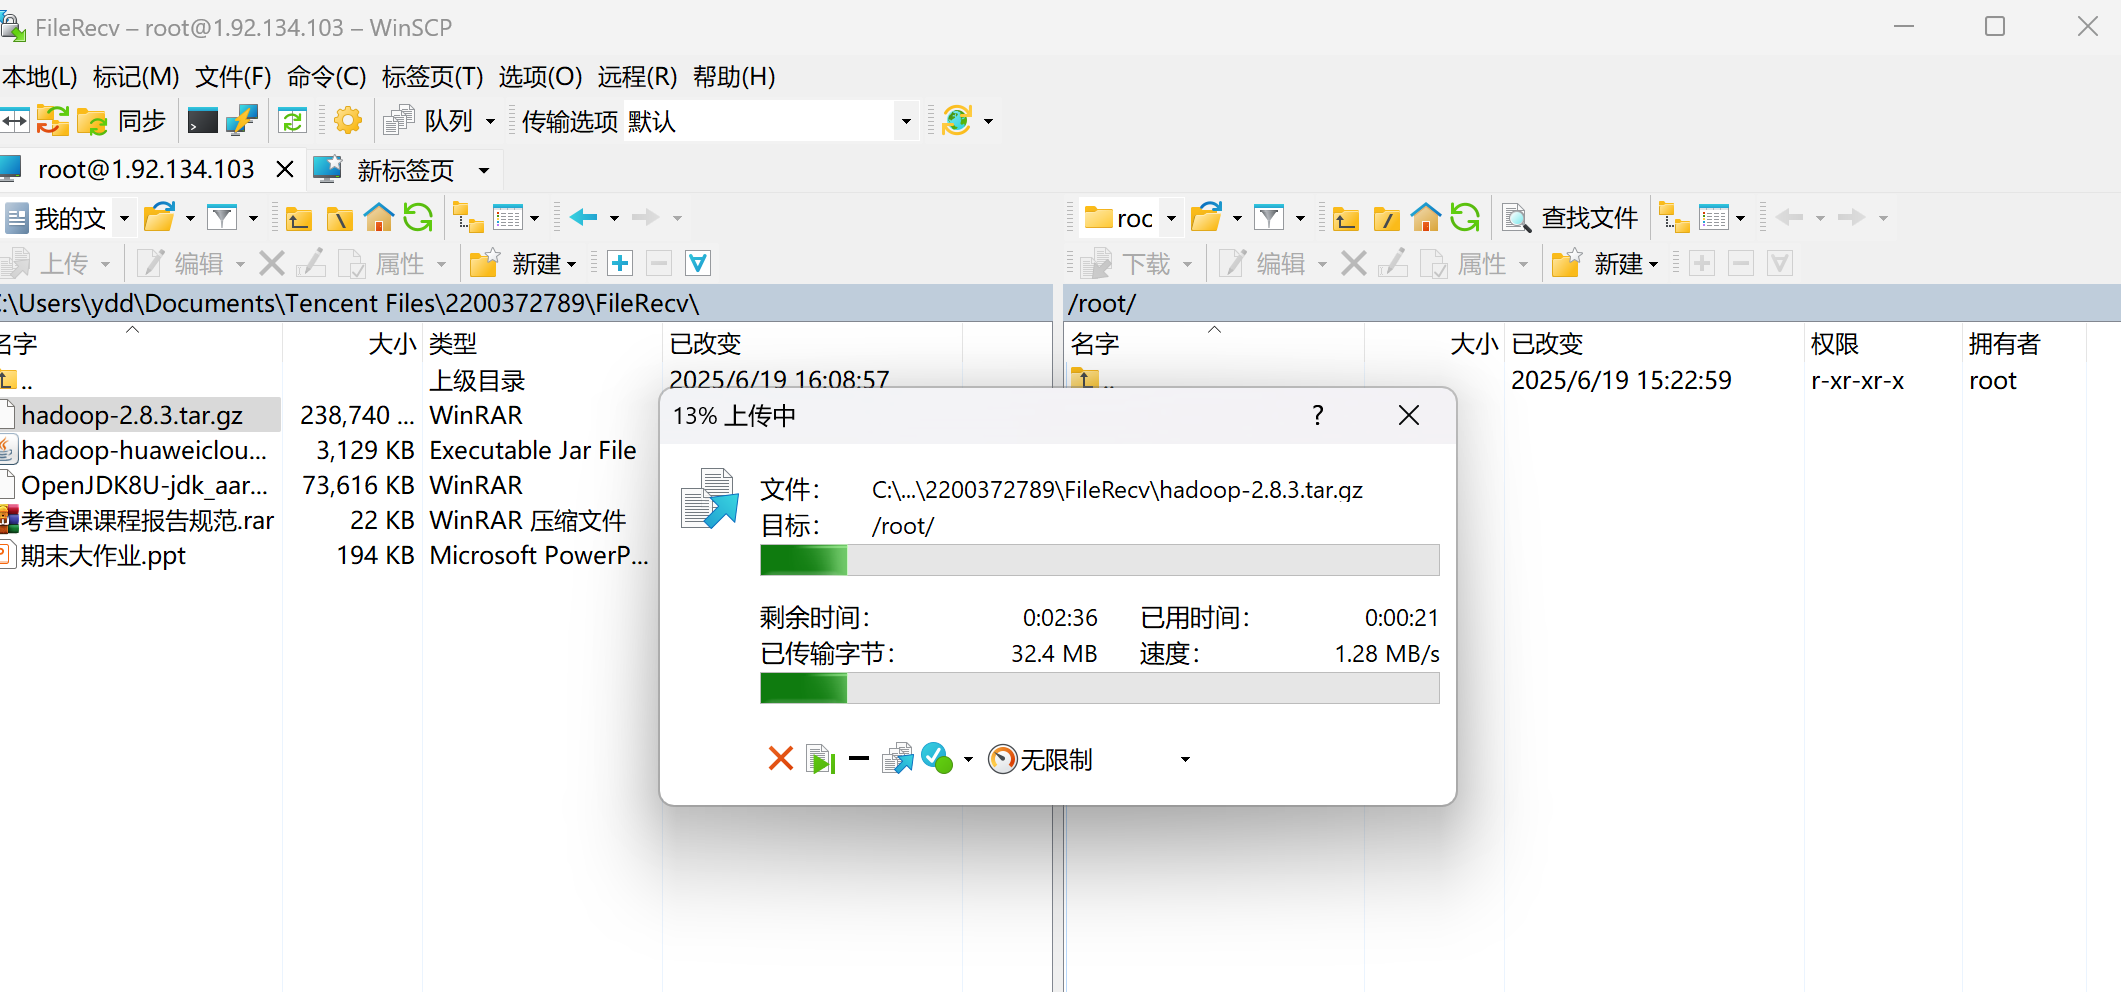 FileRecv – root@1.92.134.103 – WinSCP
本地(L) 标记(M) 文件(F) 命令(C) 标签页(T) 选项(O) 远程(R) 帮助(H)
同步 队列 传输选项 默认
root@1.92.134.103 新标签页
我的文 roc 查找文件
上传 编辑 属性 新建 下载 编辑 属性 新建
:\Users\ydd\Documents\Tencent Files\2200372789\FileRecv\ /root/
名字 大小 类型 已改变 名字 大小 已改变 权限 拥有者
.. 上级目录 2025/6/19 16:08:57 .. 2025/6/19 15:22:59 r-xr-xr-x root
hadoop-2.8.3.tar.gz 238,740 ... WinRAR
hadoop-huaweiclou... 3,129 KB Executable Jar File
OpenJDK8U-jdk_aar... 73,616 KB WinRAR
考查课课程报告规范.rar 22 KB WinRAR 压缩文件
期末大作业.ppt 194 KB Microsoft PowerP...
13% 上传中 ?
文件: C:\...\2200372789\FileRecv\hadoop-2.8.3.tar.gz
目标: /root/
剩余时间: 0:02:36 已用时间: 0:00:21
已传输字节: 32.4 MB 速度: 1.28 MB/s
无限制